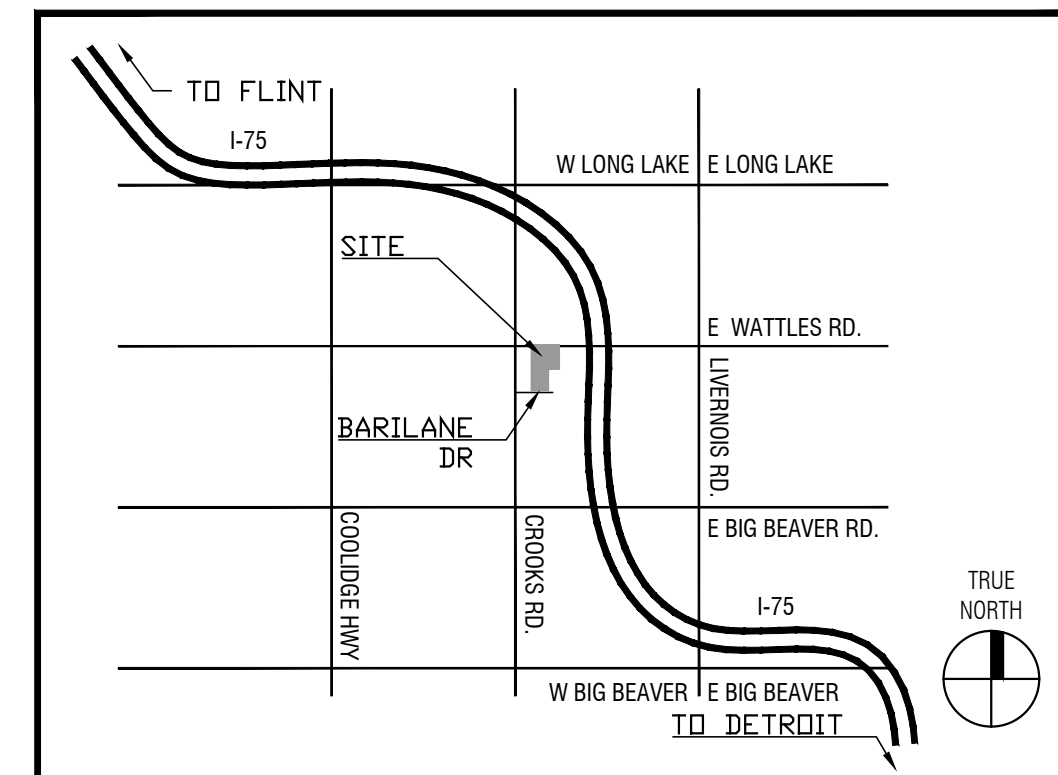 TO FLINT
I-75
W LONG LAKE
E LONG LAKE
SITE
E WATTLES RD.
LIVERNOIS RD.
BARILANE
DR
COOLIDGE HWY
CROOKS RD.
E BIG BEAVER RD.
TRUE
NORTH
I-75
W BIG BEAVER
E BIG BEAVER
TO DETROIT